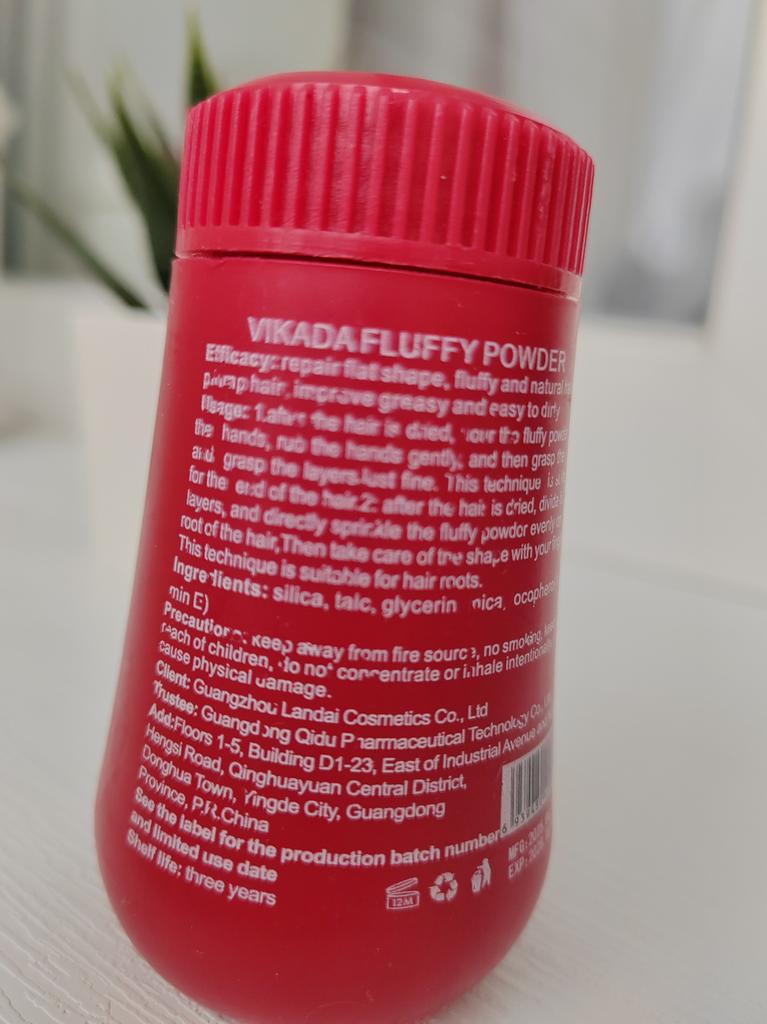 VIKADA FLUFFY POWDER
Efficacy: repair flat shape, fluffy and natural
plump hair, improve greasy and easy to dirty
Usage: 1.after the hair is dried, pour the fluffy
the hands, rub the hands gently, and then grasp the
and grasp the layers just fine. This technique is
for the end of the hair.2: after the hair is dried, divide
layers, and directly sprinkle the fluffy powdor evenly
root of the hair,Then take care of the shape with your
This technique is suitable for hair roots.
Ingredients: silica, talc, glycerin
min E)
Precautions: keep away from fire source, no smoking,
reach of children, do not concentrate or inhale intentionally,
cause physical damage.
Client: Guangzhou Landai Cosmetics Co., Ltd
Trustee: Guangdong Qidu Pharmaceutical Technology Co.,
Add:Floors 1-5, Building D1-23, East of Industrial Avenue and
Hengsi Road, Qinghuayuan Central District,
Donghua Town, Yingde City, Guangdong
Province, P.R.China
See the label for the production batch number
and limited use date
Shelf life: three years
12M
MFG:
EXP: